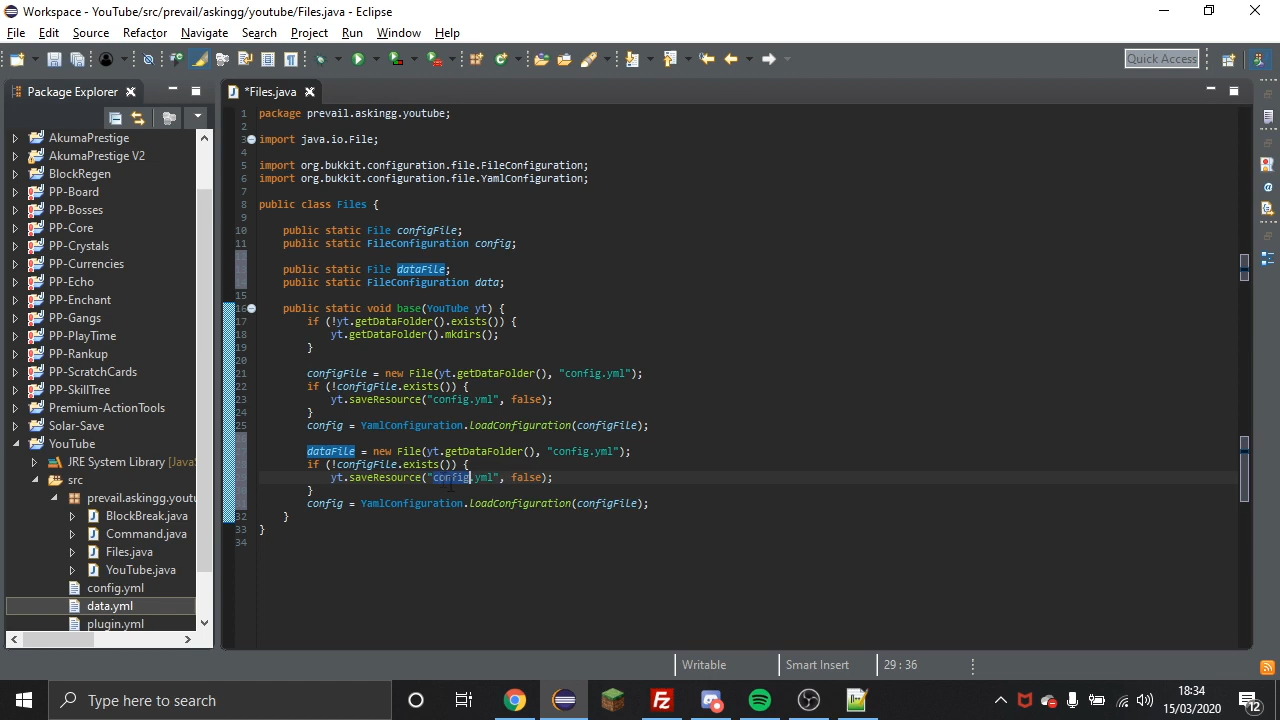 Workspace - YouTube/src/prevail/askingg/youtube/Files.java - Eclipse
File Edit Source Refactor Navigate Search Project Run Window Help
Quick Access
Package Explorer
*Files.java
AkumaPrestige
AkumaPrestige V2
BlockRegen
PP-Board
PP-Bosses
PP-Core
PP-Crystals
PP-Currencies
PP-Echo
PP-Enchant
PP-Gangs
PP-PlayTime
PP-Rankup
PP-ScratchCards
PP-SkillTree
Premium-ActionTools
Solar-Save
YouTube
JRE System Library [Java
src
prevail.askingg.yout
BlockBreak.java
Command.java
Files.java
YouTube.java
config.yml
data.yml
plugin.yml
1 package prevail.askingg.youtube;
2
3 import java.io.File;
4
5 import org.bukkit.configuration.file.FileConfiguration;
6 import org.bukkit.configuration.file.YamlConfiguration;
7
8 public class Files {
9
10 public static File configFile;
11 public static FileConfiguration config;
12
13 public static File dataFile;
14 public static FileConfiguration data;
15
16 public static void base(YouTube yt) {
17 if (!yt.getDataFolder().exists()) {
18 yt.getDataFolder().mkdirs();
19 }
20
21 configFile = new File(yt.getDataFolder(), "config.yml");
22 if (!configFile.exists()) {
23 yt.saveResource("config.yml", false);
24 }
25 config = YamlConfiguration.loadConfiguration(configFile);
26
27 dataFile = new File(yt.getDataFolder(), "config.yml");
28 if (!configFile.exists()) {
29 yt.saveResource("config.yml", false);
30 }
31 config = YamlConfiguration.loadConfiguration(configFile);
32 }
33 }
34
Writable
Smart Insert
29 : 36
Type here to search
18:34
15/03/2020
12